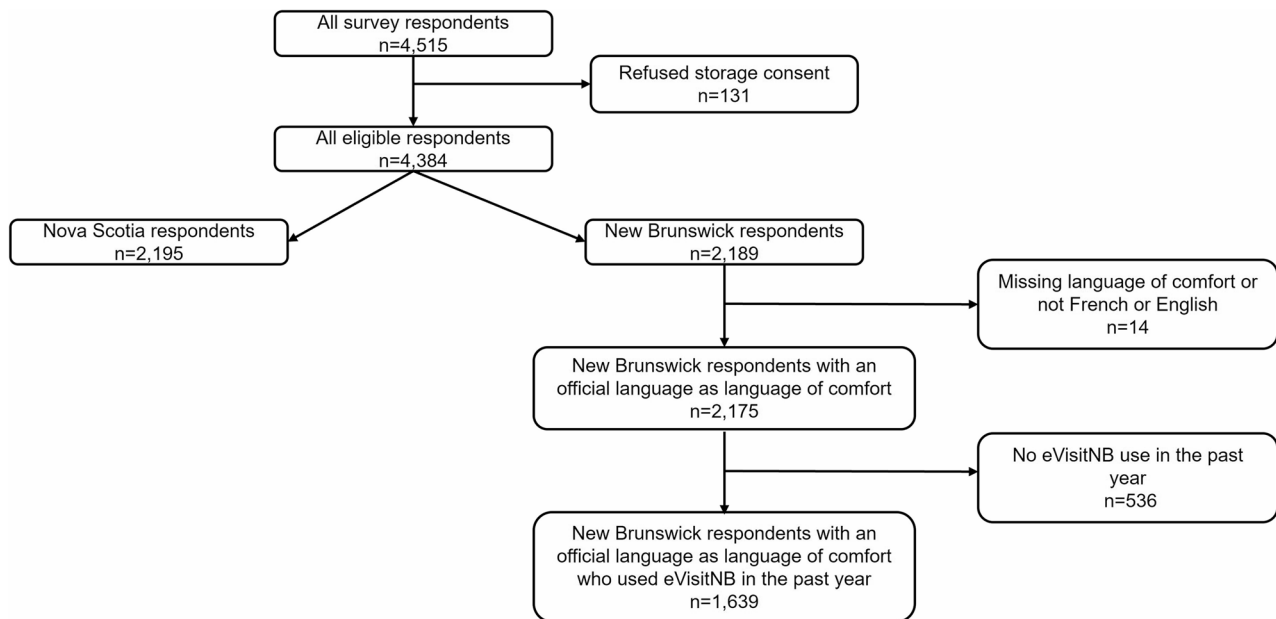 All survey respondents
n=4,515
Refused storage consent
n=131
All eligible respondents
n=4,384
Nova Scotia respondents
n=2,195
New Brunswick respondents
n=2,189
Missing language of comfort or
not French or English
n=14
New Brunswick respondents with an
official language as language of comfort
n=2,175
No eVisitNB use in the past
year
n=536
New Brunswick respondents with an
official language as language of comfort
who used eVisitNB in the past year
n=1,639